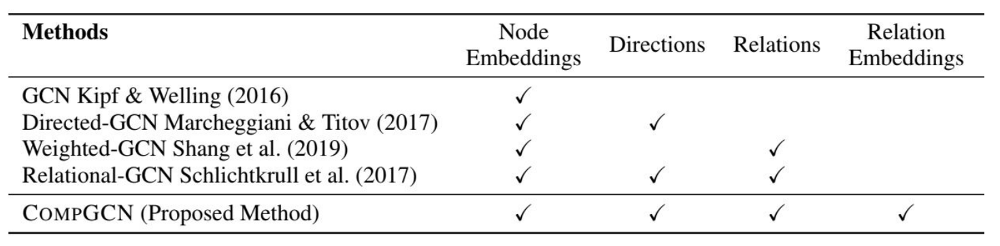 Methods Node Embeddings Directions Relations Relation Embeddings
GCN Kipf & Welling (2016) ✓
Directed-GCN Marcheggiani & Titov (2017) ✓ ✓
Weighted-GCN Shang et al. (2019) ✓ ✓
Relational-GCN Schlichtkrull et al. (2017) ✓ ✓ ✓
COMPGCN (Proposed Method) ✓ ✓ ✓ ✓